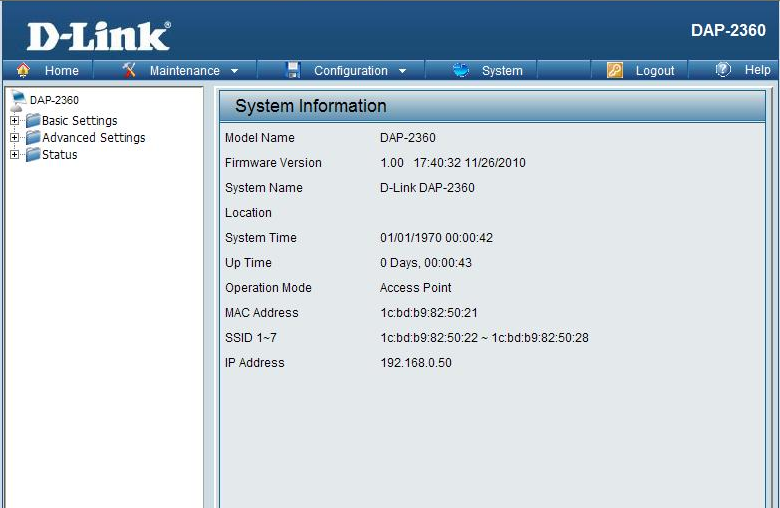 D-Link®
DAP-2360
Home Maintenance Configuration System Logout Help
DAP-2360
Basic Settings
Advanced Settings
Status
System Information
Model Name DAP-2360
Firmware Version 1.00 17:40:32 11/26/2010
System Name D-Link DAP-2360
Location
System Time 01/01/1970 00:00:42
Up Time 0 Days, 00:00:43
Operation Mode Access Point
MAC Address 1c:bd:b9:82:50:21
SSID 1~7 1c:bd:b9:82:50:22 ~ 1c:bd:b9:82:50:28
IP Address 192.168.0.50